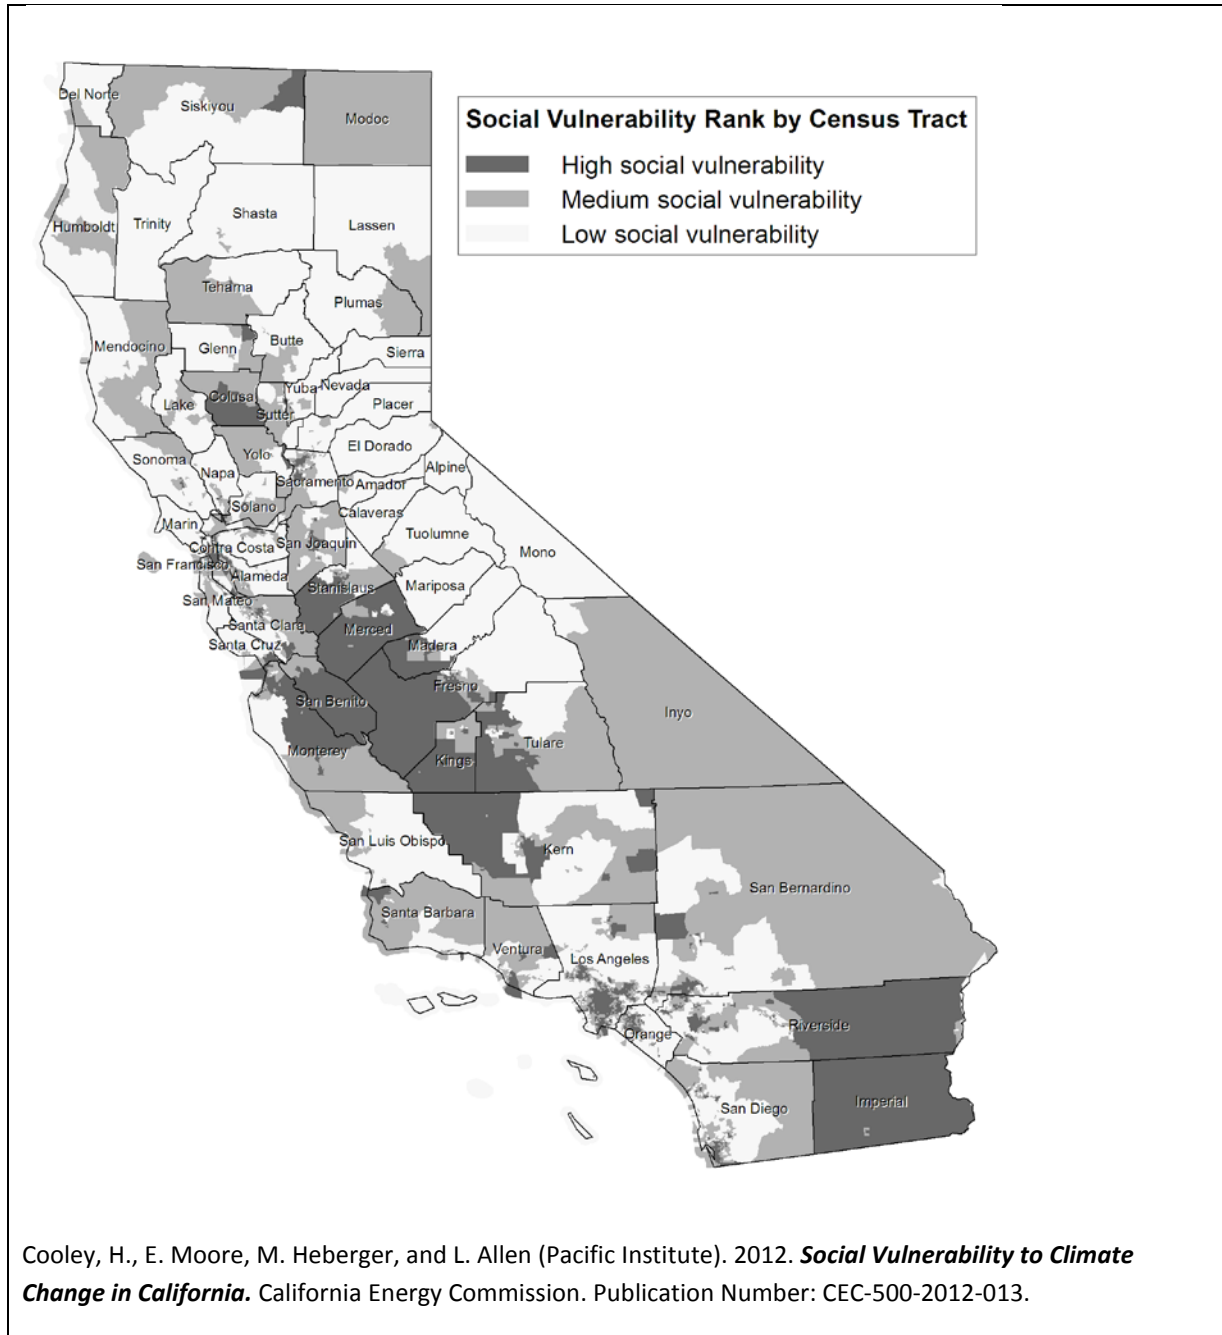 Social Vulnerability Rank by Census Tract
High social vulnerability
Medium social vulnerability
Low social vulnerability
Del Norte
Siskiyou
Modoc
Humboldt
Trinity
Shasta
Lassen
Tehama
Plumas
Mendocino
Glenn
Butte
Sierra
Lake
Colusa
Sutter
Yuba
Nevada
Placer
Sonoma
Napa
Yolo
El Dorado
Sacramento
Amador
Alpine
Solano
Marin
Calaveras
Contra Costa
San Joaquin
Tuolumne
Mono
San Francisco
Alameda
Stanislaus
Mariposa
San Mateo
Santa Clara
Merced
Santa Cruz
Madera
Fresno
San Benito
Inyo
Monterey
Kings
Tulare
San Luis Obispo
Kern
San Bernardino
Santa Barbara
Ventura
Los Angeles
Orange
Riverside
San Diego
Imperial
Cooley, H., E. Moore, M. Heberger, and L. Allen (Pacific Institute). 2012. Social Vulnerability to Climate
Change in California. California Energy Commission. Publication Number: CEC-500-2012-013.